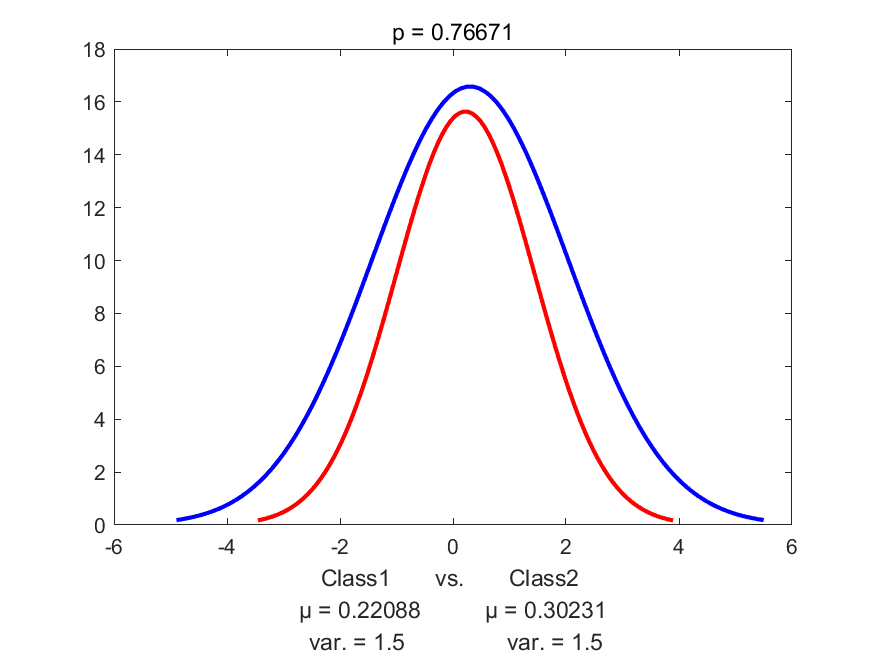 p = 0.76671
18
16
14
12
10
8
6
4
2
0
-6 -4 -2 0 2 4 6
Class1 vs. Class2
μ = 0.22088 μ = 0.30231
var. = 1.5 var. = 1.5